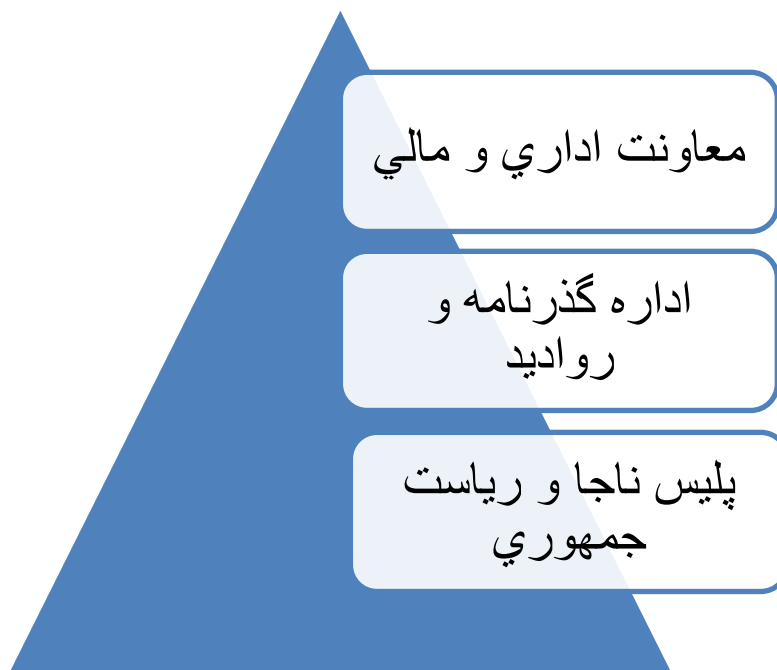 معاونت اداري و مالي
اداره گذرنامه و
رواديد
پليس ناجا و رياست
جمهوري